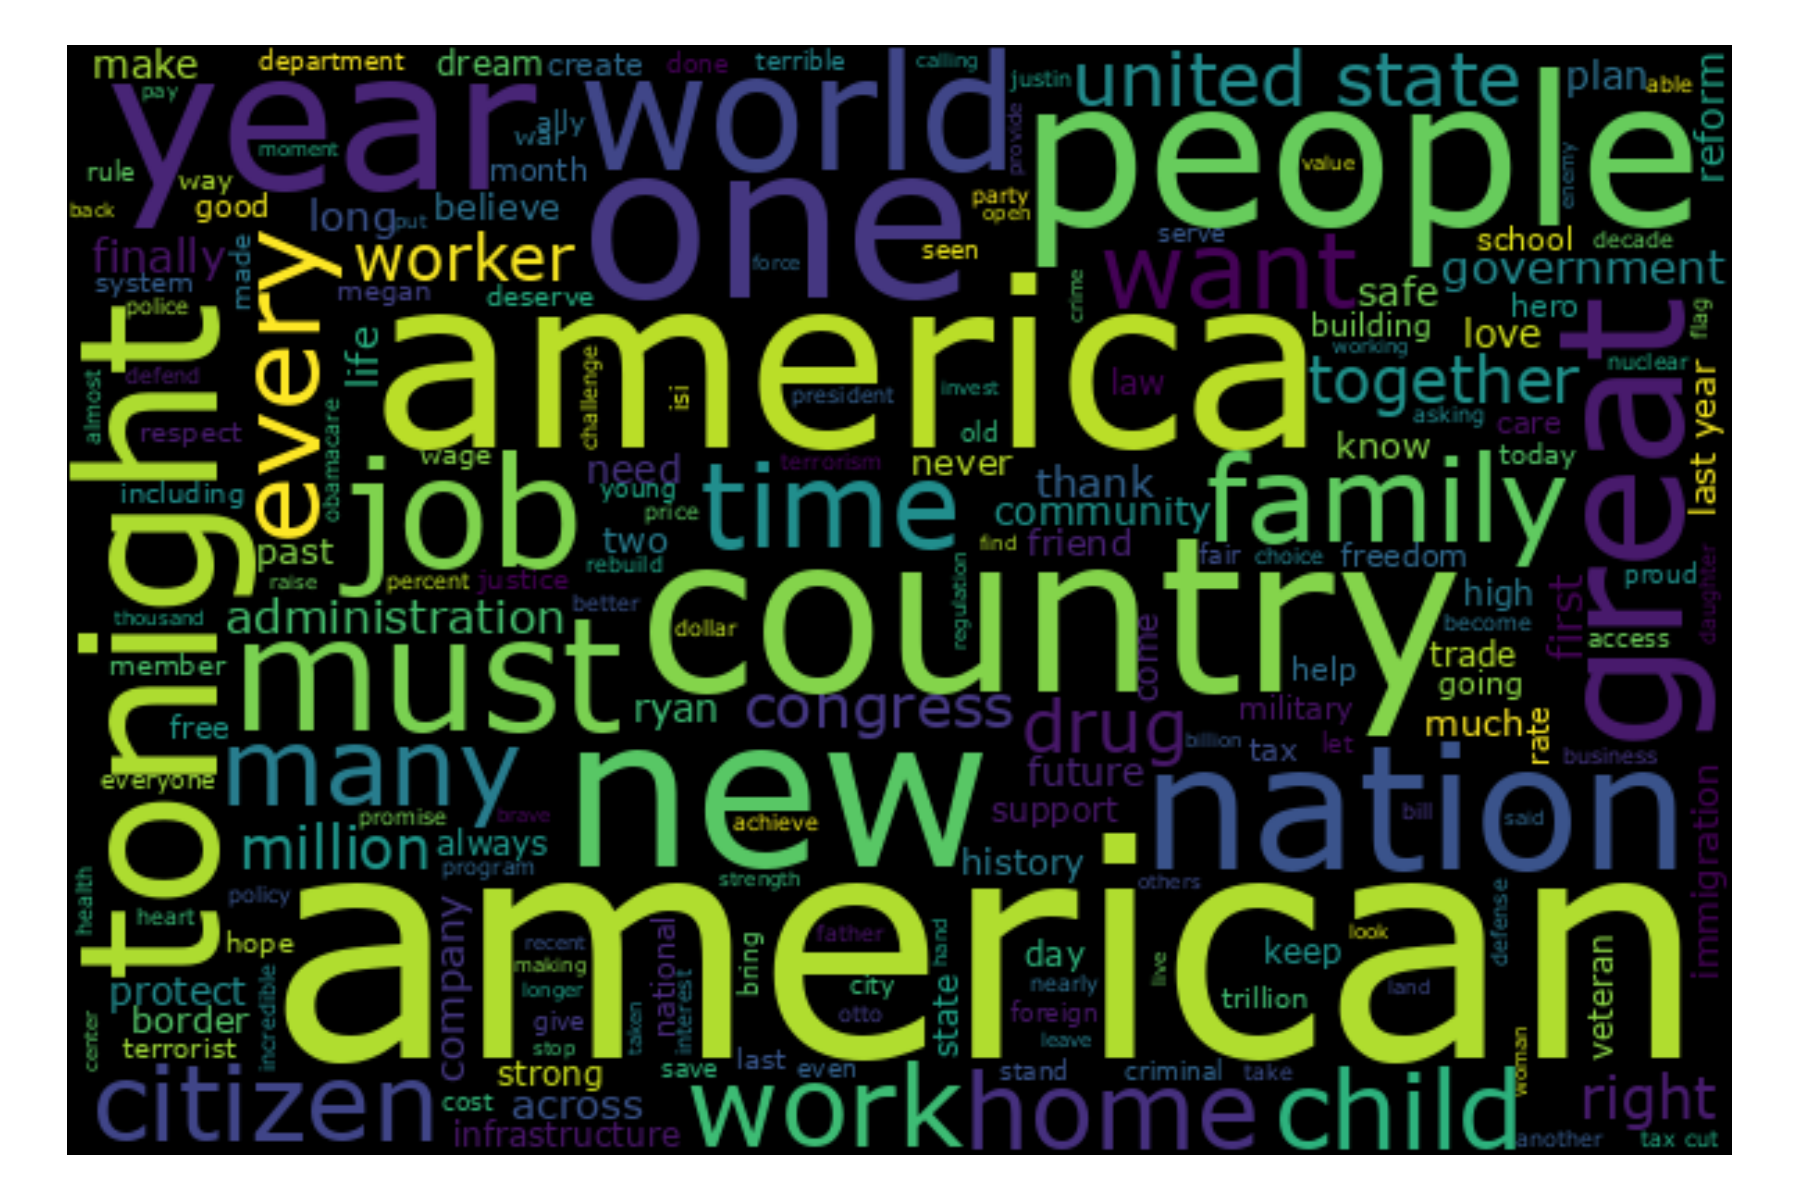 make
department
dream
create
done
terrible
calling
justin
united state
plan
able
reform
pay
year
world
people
wall
ally
provide
moment
month
value
enemy
rule
way
good
back
long
put
believe
one
party
open
serve
school
decade
finally
made
every
worker
seen
force
want
government
system
megan
deserve
crime
safe
hero
police
tonight
life
america
building
love
flag
great
working
nuclear
almost
defend
challenge
isi
president
invest
law
together
asking
last year
respect
obamacare
old
care
wage
need
terrorism
never
know
today
including
job
young
time
thank
family
price
community
past
two
find
friend
fair
choice
freedom
raise
percent
justice
rebuild
regulation
country
proud
thousand
administration
better
dollar
high
first
daughter
become
access
member
must
come
help
trade
going
free
ryan
congress
drug
military
much
rate
many
new
billion
tax
let
business
everyone
future
nation
immigration
promise
brave
achieve
support
bill
said
million
always
program
history
health
strength
others
policy
american
heart
hope
company
recent
national
father
hand
day
keep
look
defense
veteran
incredible
making
bring
protect
longer
interest
city
state
nearly
live
trillion
land
center
border
give
taken
otto
foreign
terrorist
stop
leave
strong
save
last
even
stand
criminal
take
woman
citizen
cost
across
work
home
child
right
infrastructure
another
tax cut